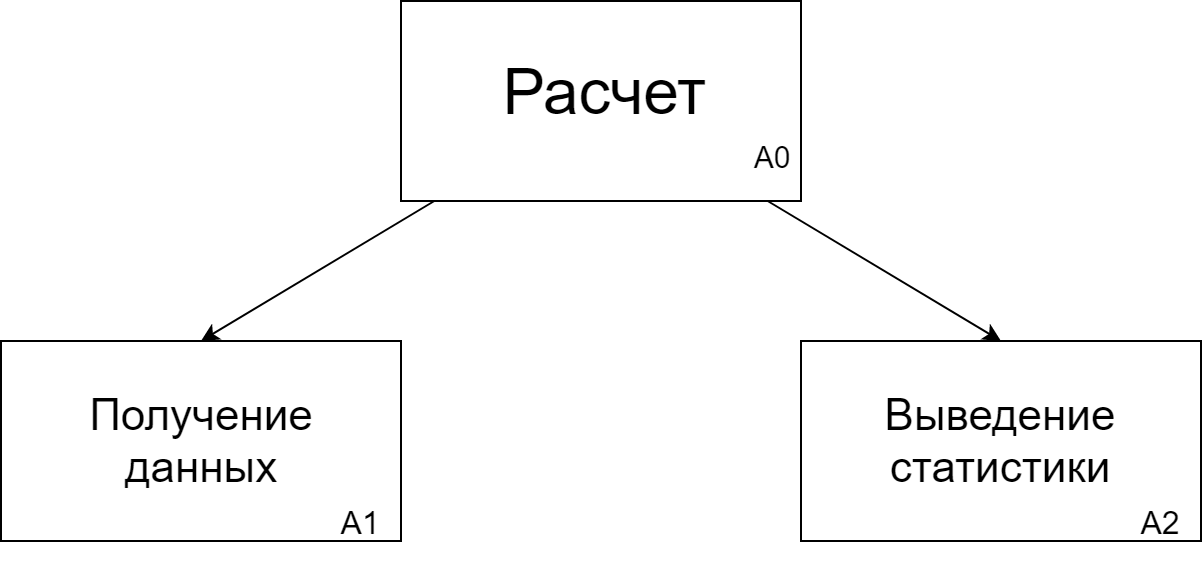 Расчет
A0
Получение
данных
A1
Выведение
статистики
A2